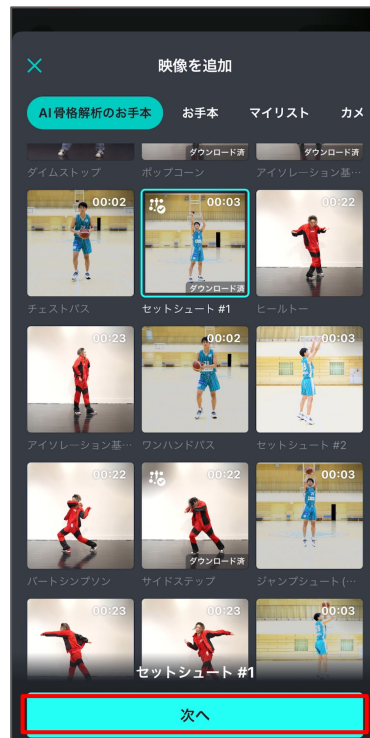 映像を追加
AI骨格解析のお手本 お手本 マイリスト カメ
ダウンロード済 ダウンロード済
ダイムストップ ポップコーン アイソレーション基…
00:02 00:03 00:22
ダウンロード済
チェストパス セットシュート #1 ヒールトー
00:23 00:02 00:03
アイソレーション基… ワンハンドパス セットシュート #2
00:22 00:22 00:03
ダウンロード済
バートシンプソン サイドステップ ジャンプシュート (…
00:23 00:23 00:03
セットシュート #1
次へ